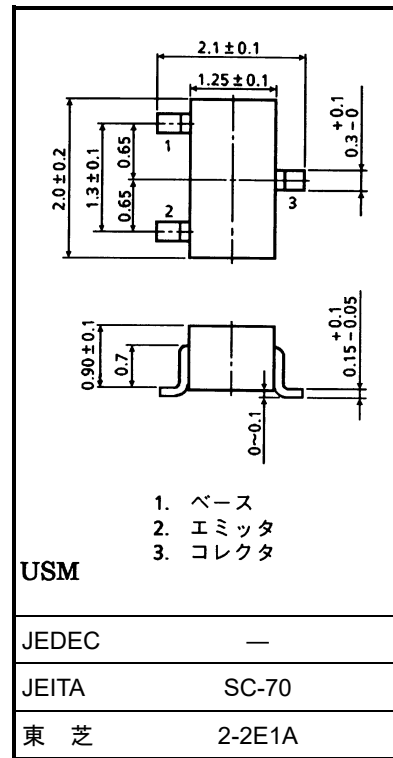 2.1±0.1
1.25±0.1
2.0±0.2
1.3±0.1
0.65
0.65
1
2
3
+0.1
0.3-0
0.90±0.1
0.7
0~0.1
+0.1
0.15-0.05
1. ベース
2. エミッタ
3. コレクタ
USM
JEDEC —
JEITA SC-70
東 芝 2-2E1A